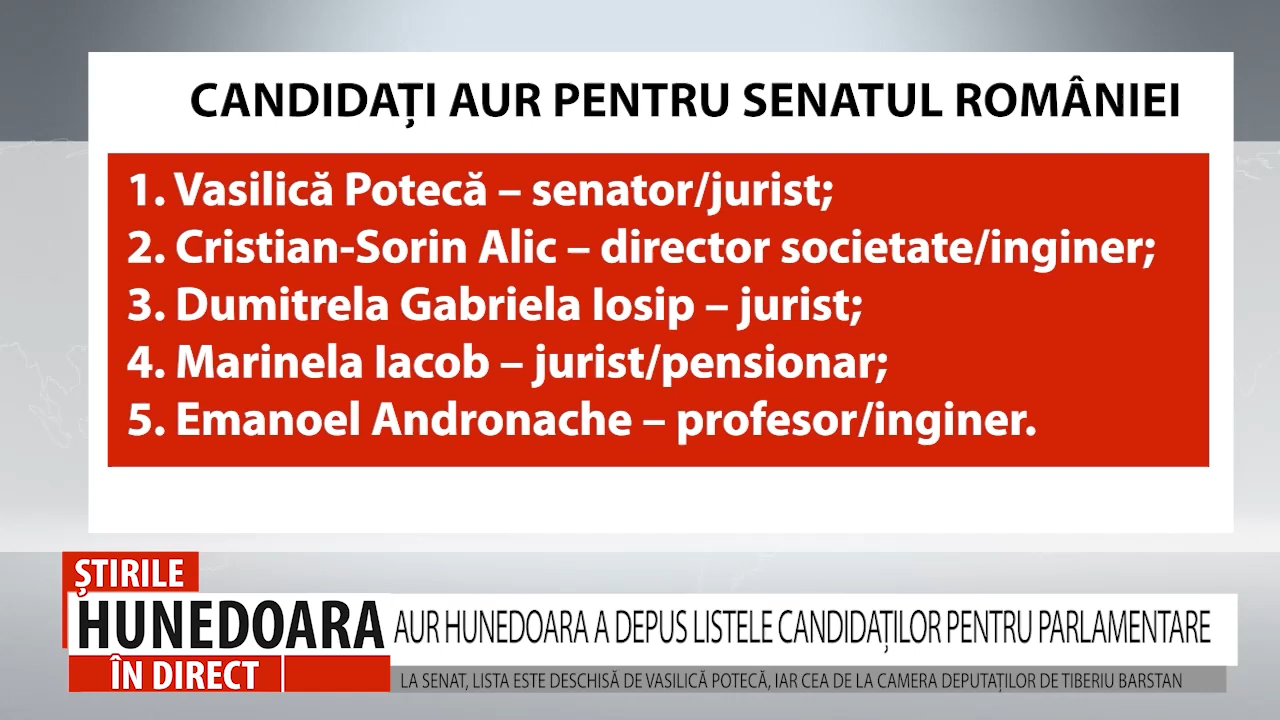 CANDIDAȚI AUR PENTRU SENATUL ROMÂNIEI
1. Vasilică Potecă – senator/jurist;
2. Cristian-Sorin Alic – director societate/inginer;
3. Dumitrela Gabriela Iosip – jurist;
4. Marinela Iacob – jurist/pensionar;
5. Emanoel Andronache – profesor/inginer.
ȘTIRILE
HUNEDOARA
ÎN DIRECT
AUR HUNEDOARA A DEPUS LISTELE CANDIDAȚILOR PENTRU PARLAMENTARE
LA SENAT, LISTA ESTE DESCHISĂ DE VASILICĂ POTECĂ, IAR CEA DE LA CAMERA DEPUTAȚILOR DE TIBERIU BARSTAN